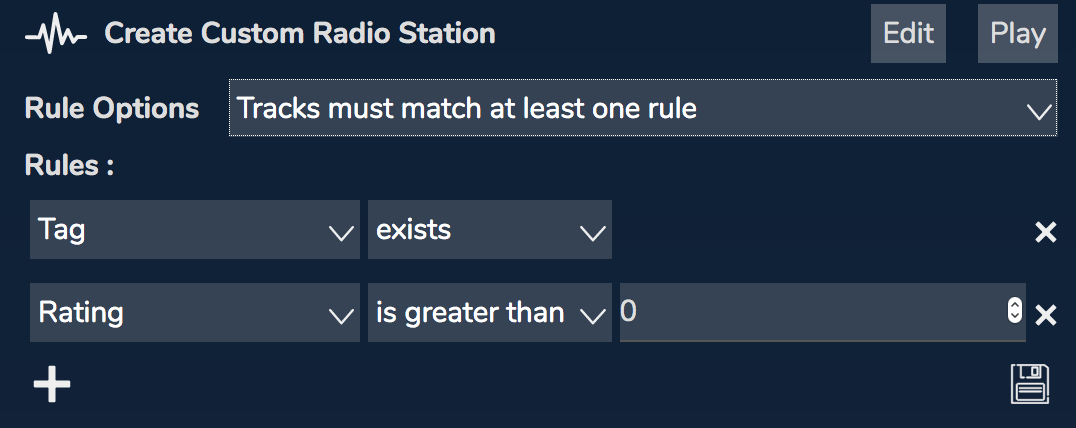 Create Custom Radio Station Edit Play
Rule Options Tracks must match at least one rule
Rules :
Tag exists
Rating is greater than 0